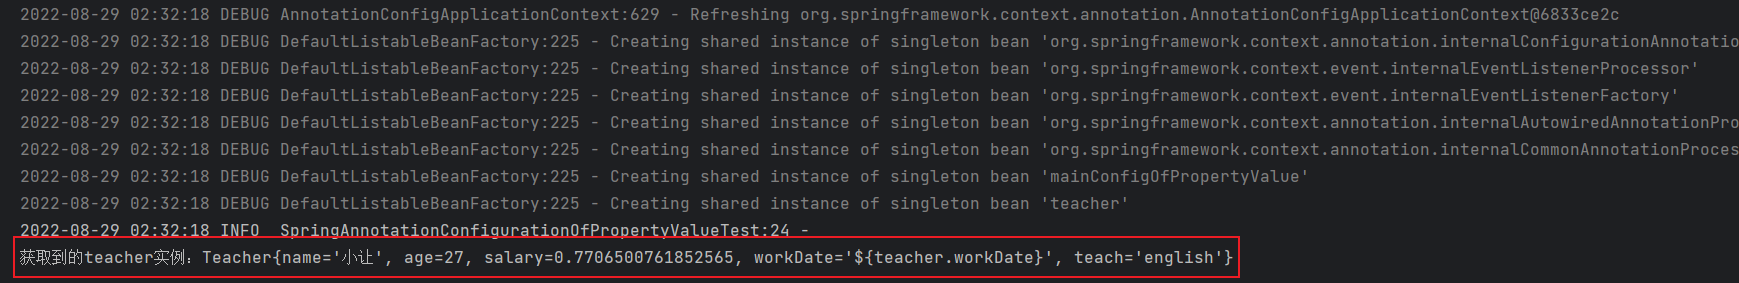 2022-08-29 02:32:18 DEBUG AnnotationConfigApplicationContext:629 - Refreshing org.springframework.context.annotation.AnnotationConfigApplicationContext@6833ce2c
2022-08-29 02:32:18 DEBUG DefaultListableBeanFactory:225 - Creating shared instance of singleton bean 'org.springframework.context.annotation.internalConfigurationAnnotatio
2022-08-29 02:32:18 DEBUG DefaultListableBeanFactory:225 - Creating shared instance of singleton bean 'org.springframework.context.event.internalEventListenerProcessor'
2022-08-29 02:32:18 DEBUG DefaultListableBeanFactory:225 - Creating shared instance of singleton bean 'org.springframework.context.event.internalEventListenerFactory'
2022-08-29 02:32:18 DEBUG DefaultListableBeanFactory:225 - Creating shared instance of singleton bean 'org.springframework.context.annotation.internalAutowiredAnnotationPro
2022-08-29 02:32:18 DEBUG DefaultListableBeanFactory:225 - Creating shared instance of singleton bean 'org.springframework.context.annotation.internalCommonAnnotationProces
2022-08-29 02:32:18 DEBUG DefaultListableBeanFactory:225 - Creating shared instance of singleton bean 'mainConfigOfPropertyValue'
2022-08-29 02:32:18 DEBUG DefaultListableBeanFactory:225 - Creating shared instance of singleton bean 'teacher'
2022-08-29 02:32:18 INFO  SpringAnnotationConfigurationOfPropertyValueTest:24 -
获取到的teacher实例：Teacher{name='小让', age=27, salary=0.7706500761852565, workDate='${teacher.workDate}', teach='english'}